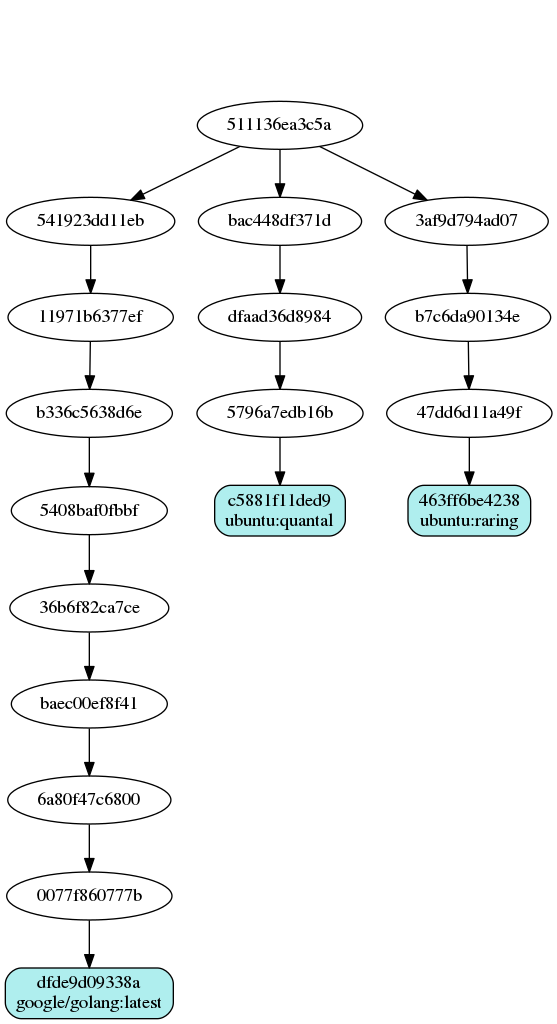 511136ea3c5a
541923dd11eb
bac448df371d
3af9d794ad07
11971b6377ef
dfaad36d8984
b7c6da90134e
b336c5638d6e
5796a7edb16b
47dd6d11a49f
5408baf0fbbf
c5881f11ded9
ubuntu:quantal
463ff6be4238
ubuntu:raring
36b6f82ca7ce
baec00ef8f41
6a80f47c6800
0077f860777b
dfde9d09338a
google/golang:latest